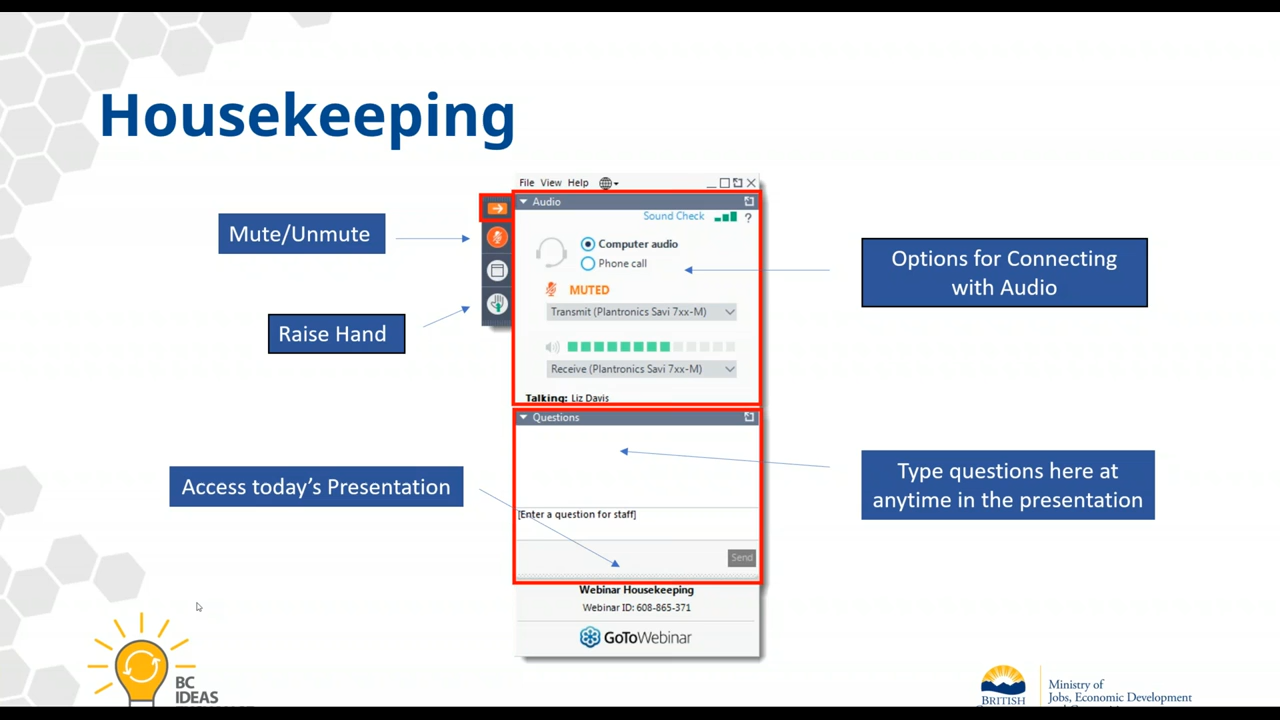 Housekeeping
File View Help
Audio
Sound Check
?
Mute/Unmute
Computer audio
Phone call
Options for Connecting
with Audio
MUTED
Transmit (Plantronics Savi 7xx-M)
Raise Hand
Receive (Plantronics Savi 7xx-M)
Talking: Liz Davis
Questions
Access today's Presentation
Type questions here at
anytime in the presentation
[Enter a question for staff]
Send
Webinar Housekeeping
Webinar ID: 608-865-371
GoToWebinar
BC
IDEAS
BRITISH
Ministry of
Jobs, Economic Development